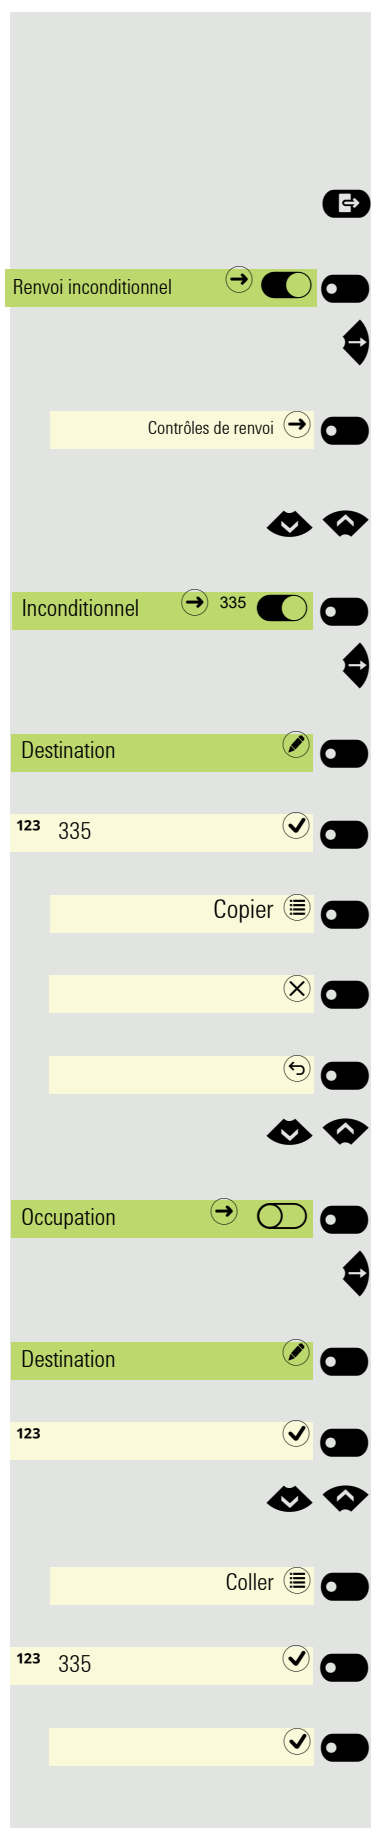 Renvoi inconditionnel
Contrôles de renvoi
Inconditionnel 335
Destination
123 335
Copier
Occupation
Destination
123
Coller
123 335